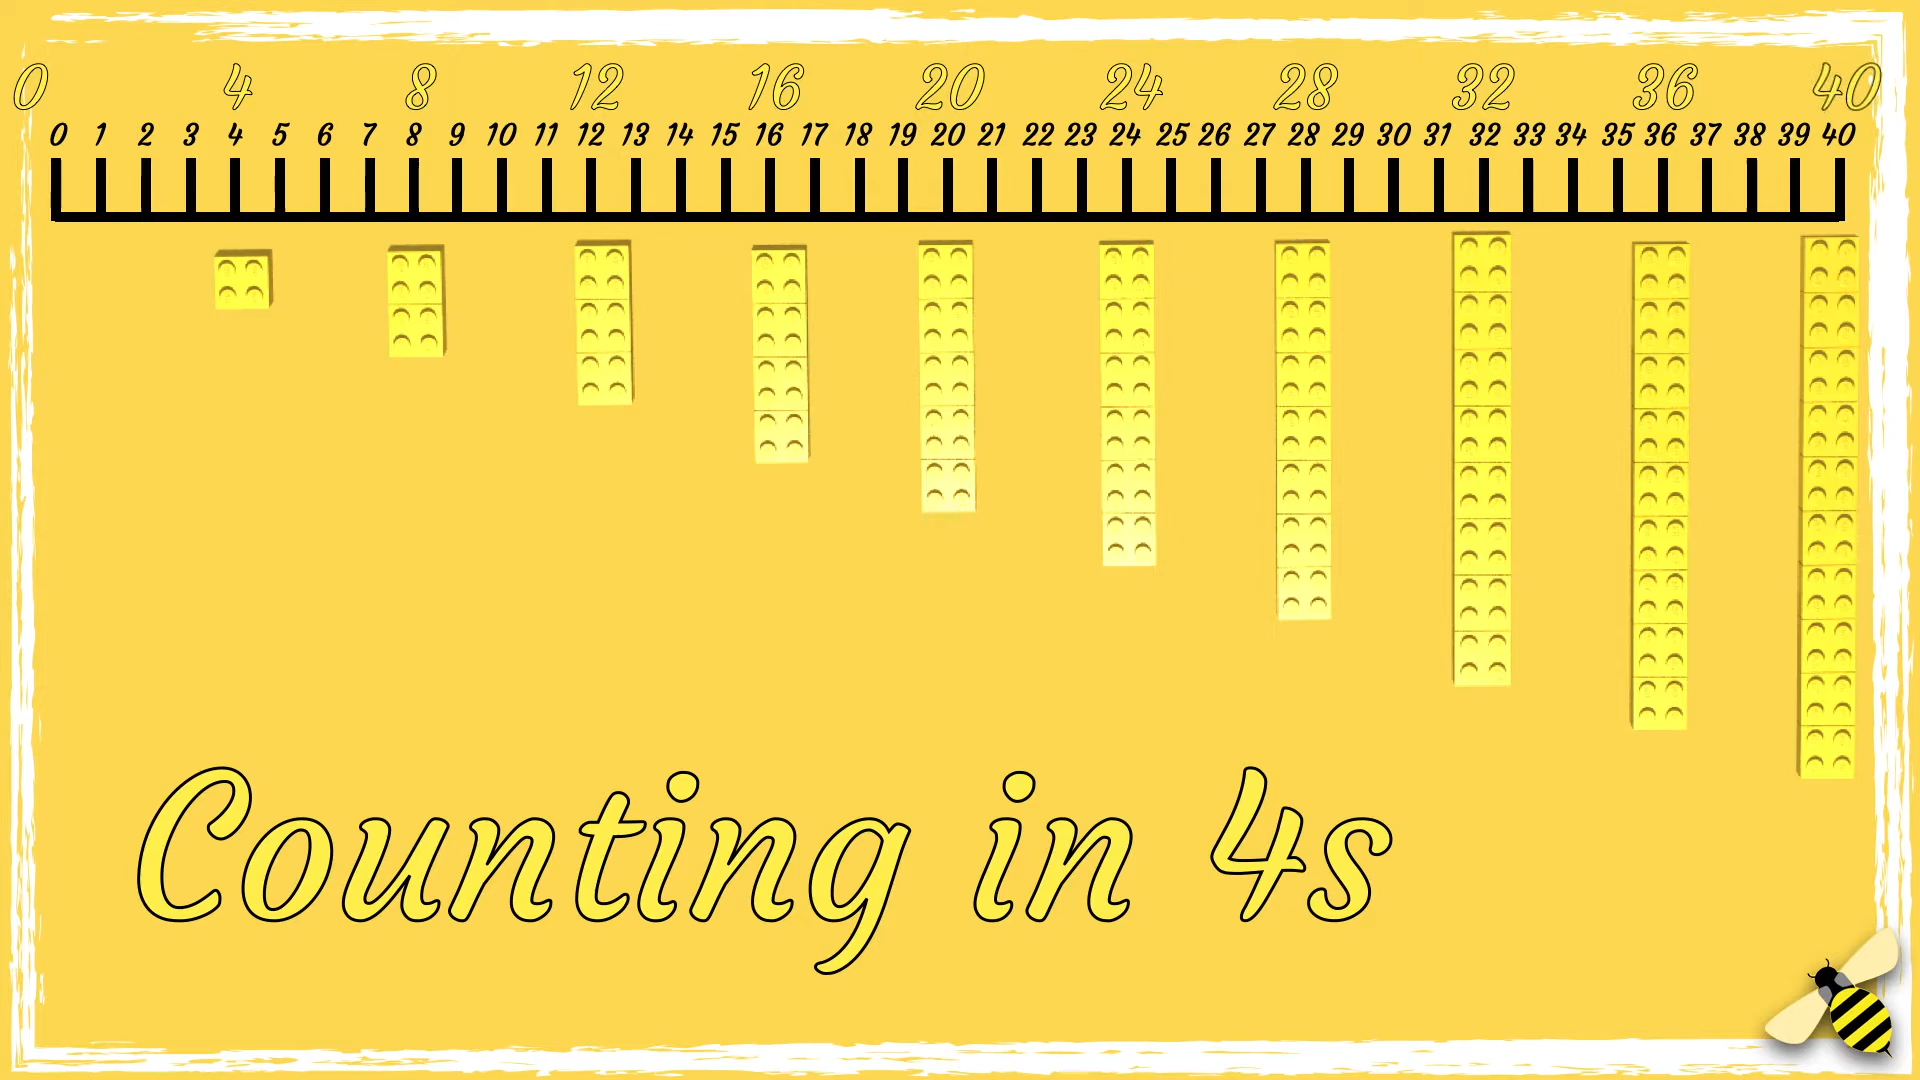 0 4 8 12 16 20 24 28 32 36 40
0 1 2 3 4 5 6 7 8 9 10 11 12 13 14 15 16 17 18 19 20 21 22 23 24 25 26 27 28 29 30 31 32 33 34 35 36 37 38 39 40
Counting in 4s